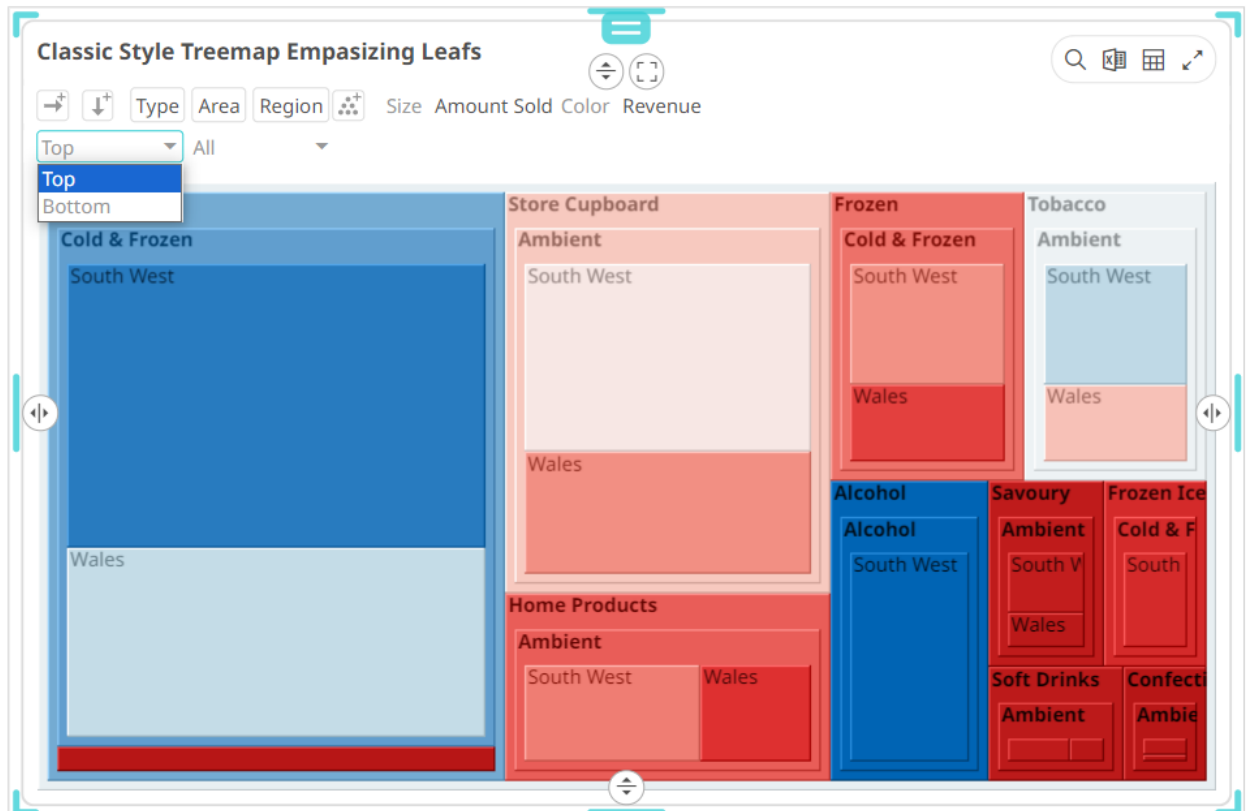 Classic Style Treemap Empasizing Leafs
Type Area Region Size Amount Sold Color Revenue
Top All
Top
Bottom
Store Cupboard Frozen Tobacco
Cold & Frozen Ambient Cold & Frozen Ambient
South West South West South West South West
Wales Wales
Wales
Alcohol Savoury Frozen Ice
Alcohol Ambient Cold & F
Wales South West South W South
Home Products
Wales
Ambient
South West Wales Soft Drinks Confecti
Ambient Ambie